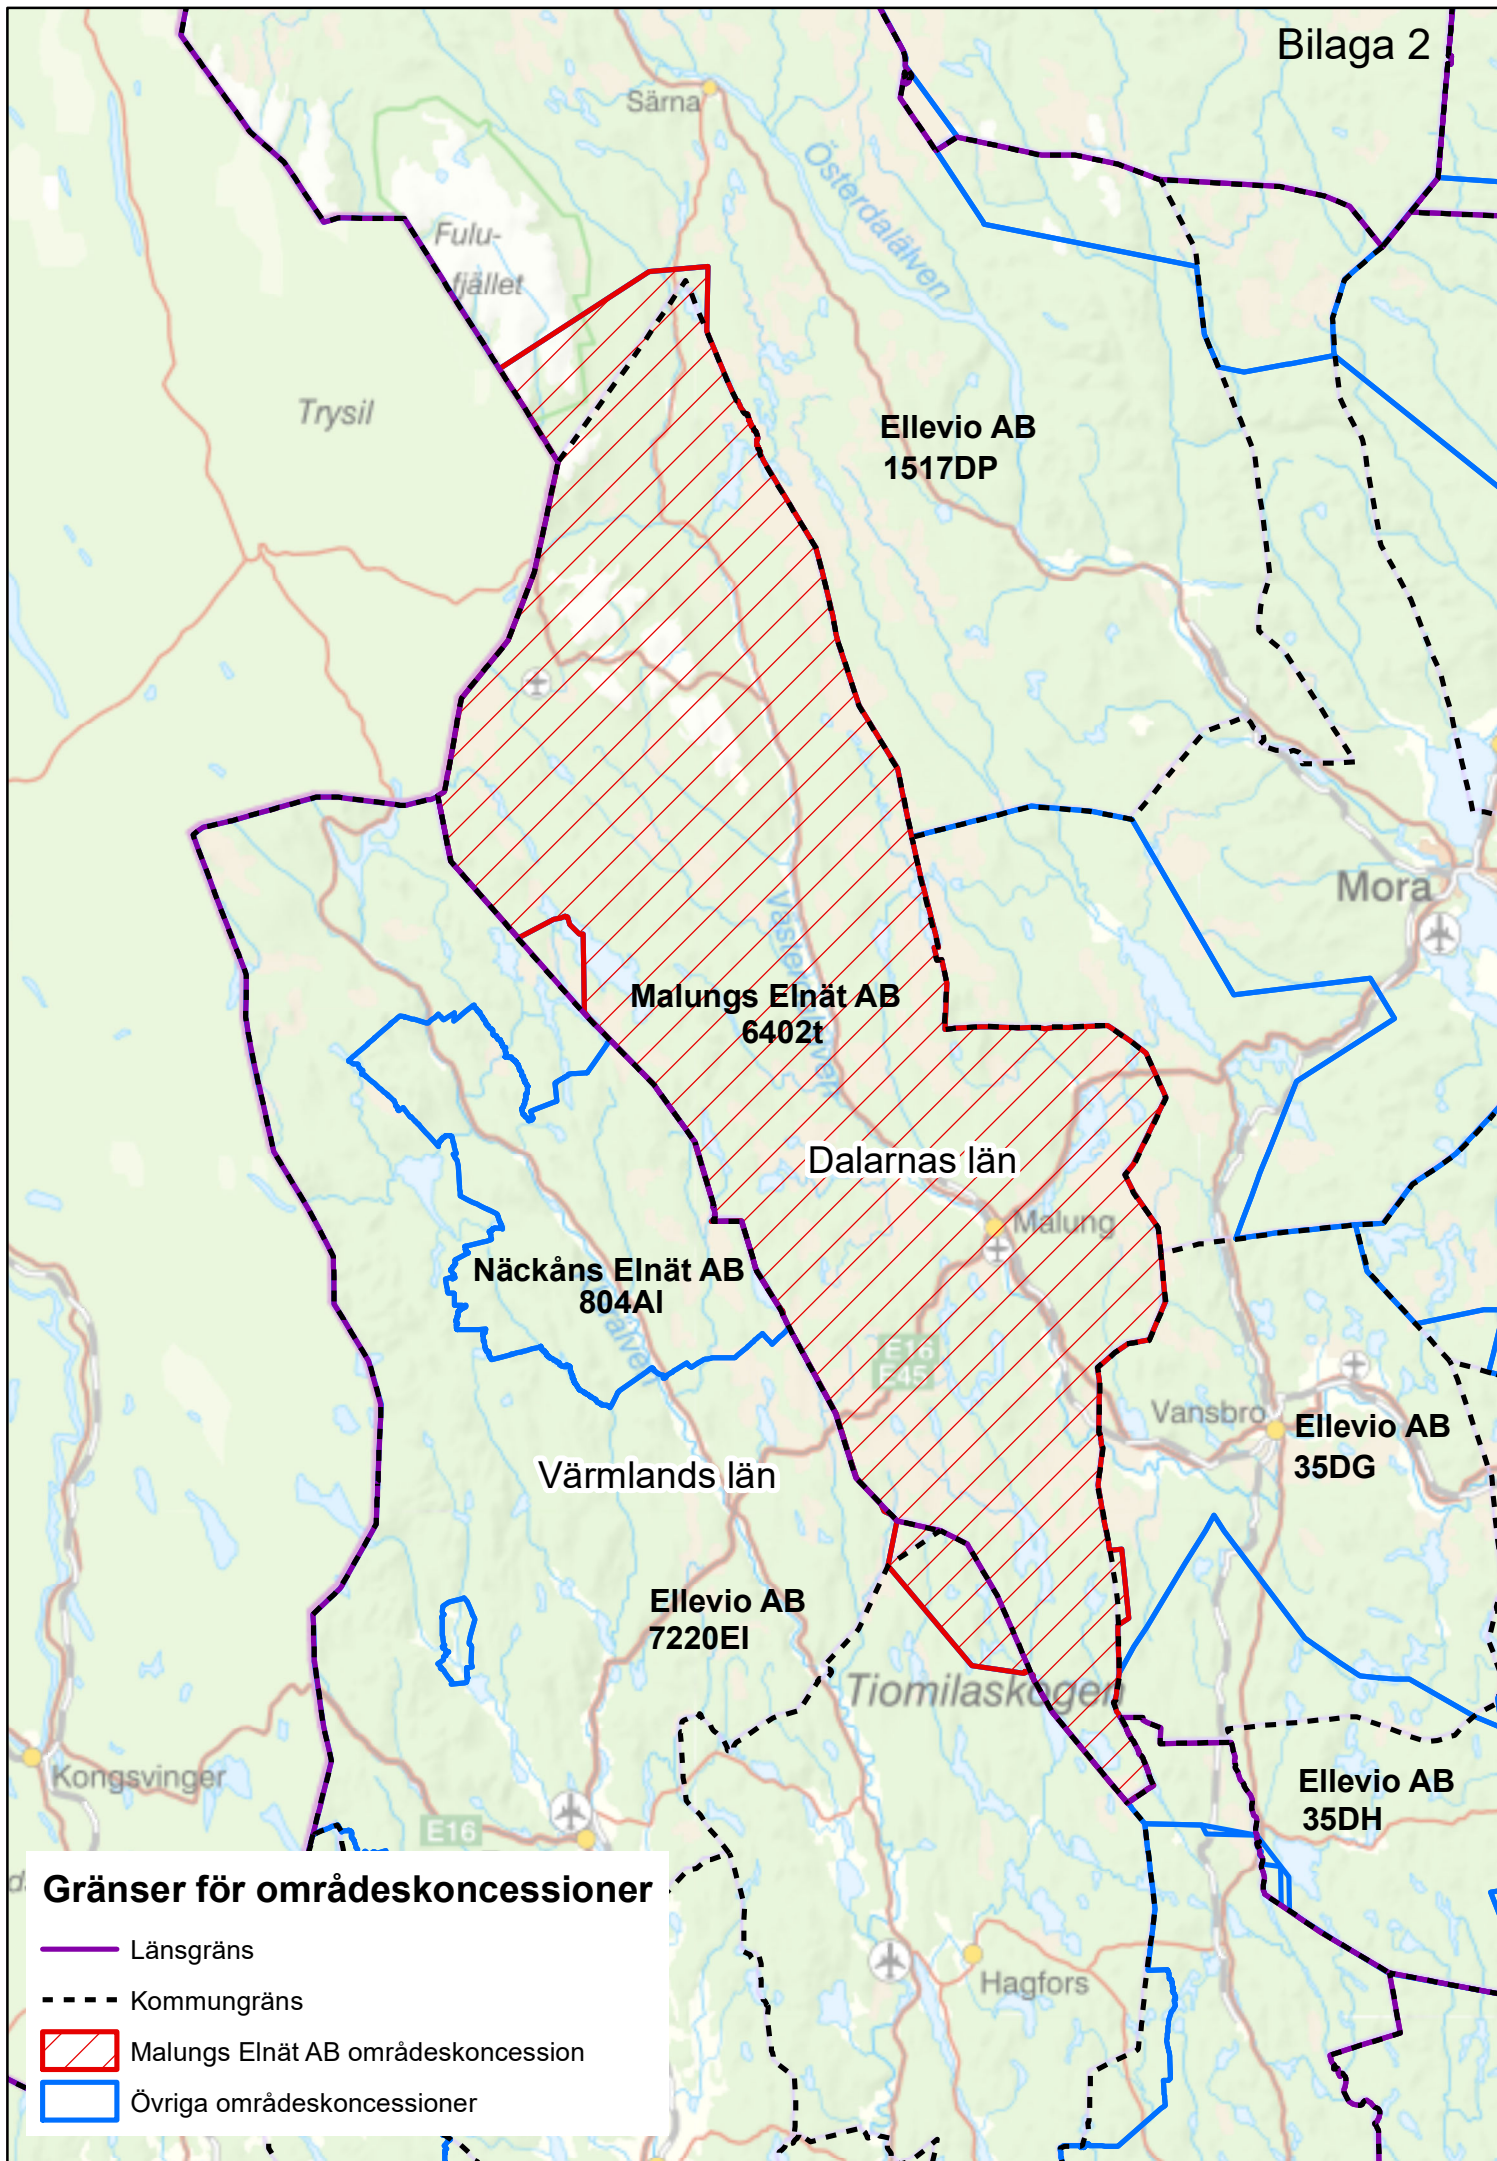 Bilaga 2
Särna
Österdalälven
Fulu-
fjället
Trysil
Ellevio AB
1517DP
Mora
Malungs Elnät AB
6402t
Dalarnas län
Malung
Näckåns Elnät AB
804AI
E16
E45
Vansbro
Ellevio AB
35DG
Värmlands län
Ellevio AB
7220EI
Tiomilaskogen
Kongsvinger
Ellevio AB
35DH
E16
Hagfors
Gränser för områdeskoncessioner
Länsgräns
Kommungräns
Malungs Elnät AB områdeskoncession
Övriga områdeskoncessioner